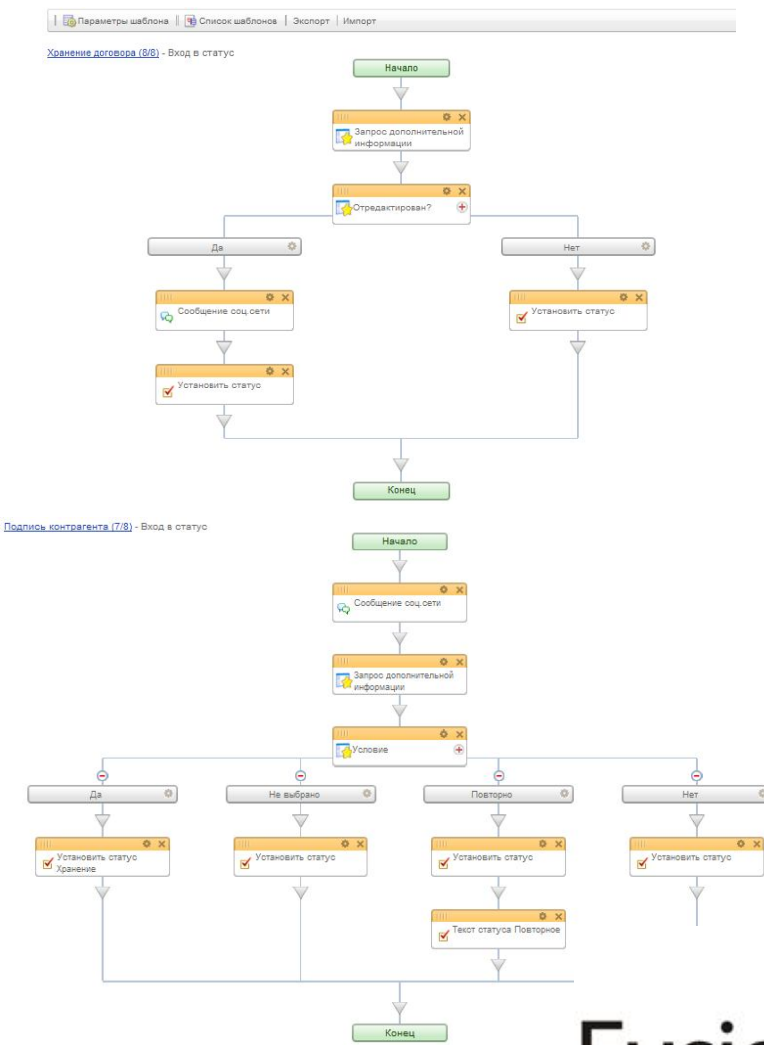 Параметры шаблона | Список шаблонов | Экспорт | Импорт
Хранение договора (8/8) - Вход в статус
Начало
Запрос дополнительной
информации
Отредактирован?
Да
Нет
Сообщение соц.сети
Установить статус
Установить статус
Конец
Подпись контрагента (7/8) - Вход в статус
Начало
Сообщение соц.сети
Запрос дополнительной
информации
Условие
Да
Не выбрано
Повторно
Нет
Установить статус
Хранение
Установить статус
Установить статус
Установить статус
Текст статуса Повторное
Конец